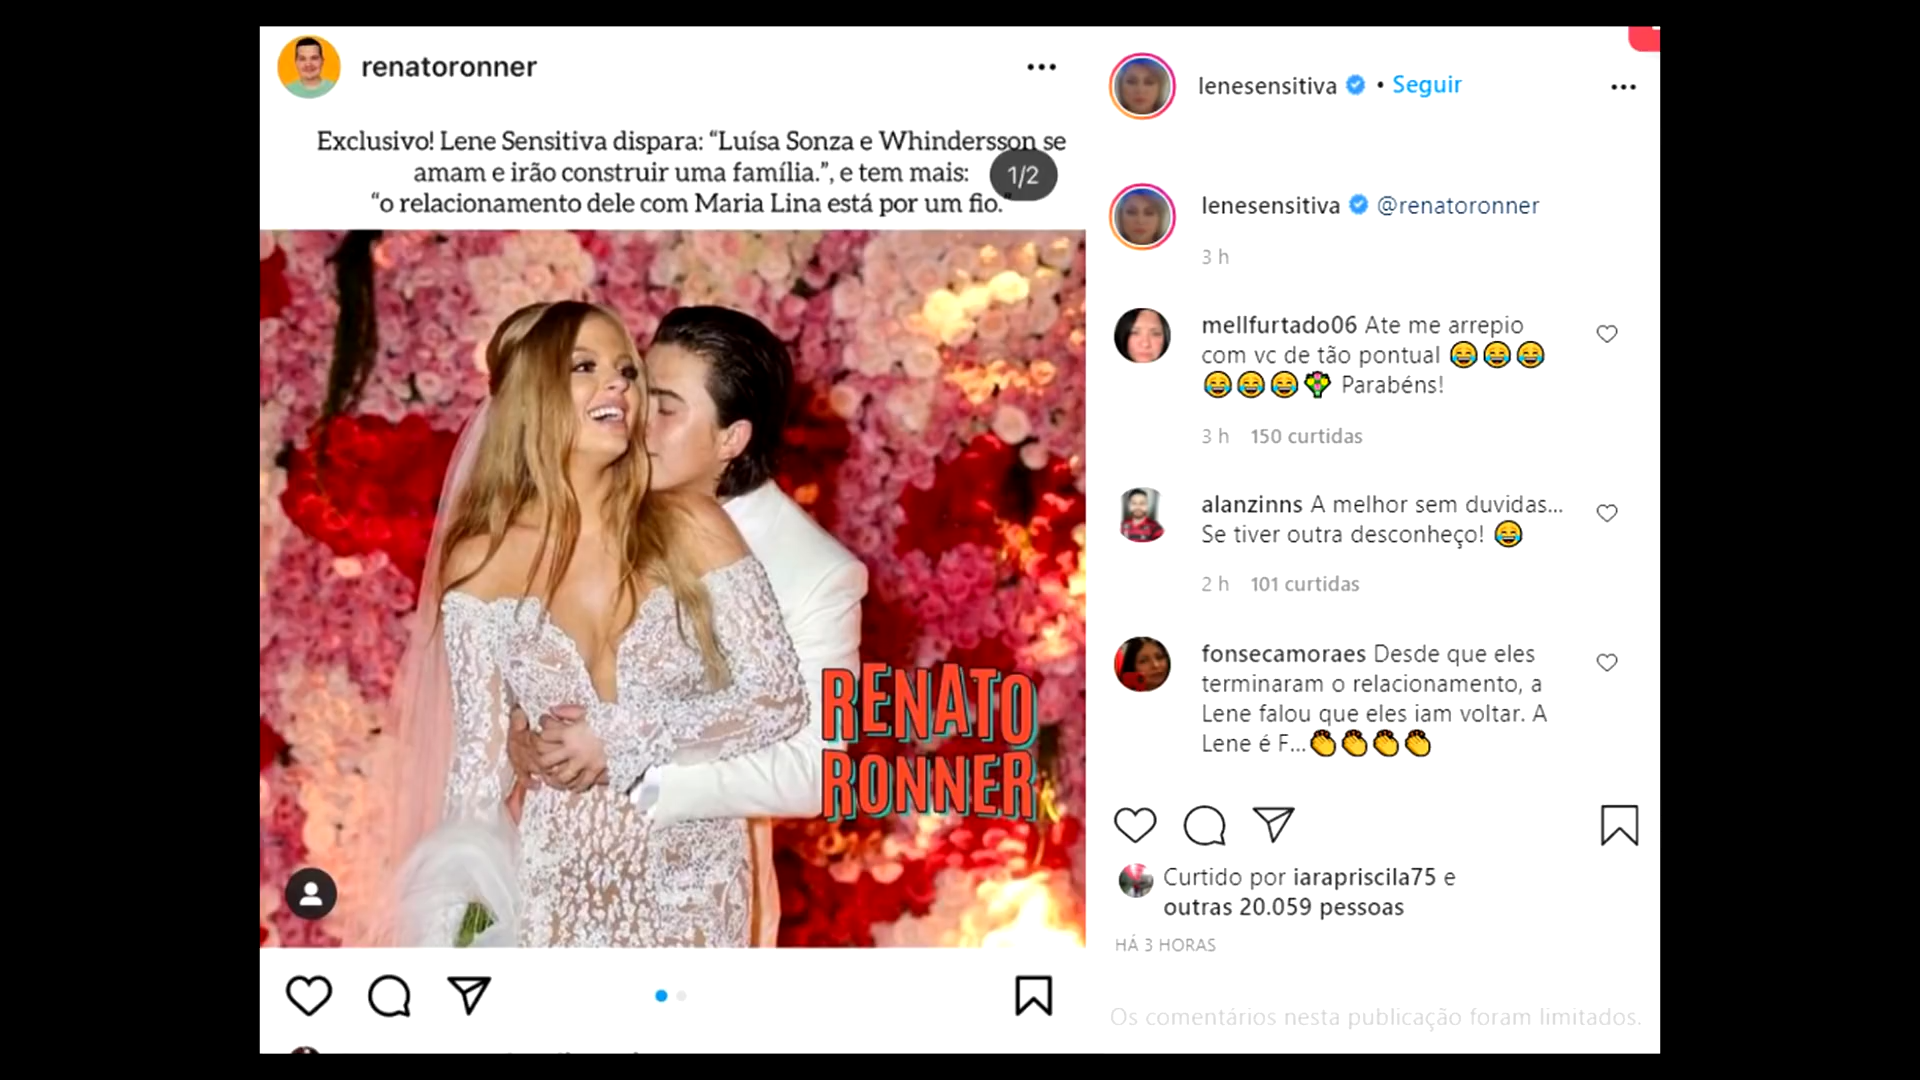 renatoronner
Exclusivo! Lene Sensitiva dispara: “Luísa Sonza e Whindersson se
amam e irão construir uma família.”, e tem mais:
“o relacionamento dele com Maria Lina está por um fio.”
1/2
RENATO
RONNER
lenesensitiva • Seguir
lenesensitiva @renatoronner
3 h
mellfurtado06 Ate me arrepio
com vc de tão pontual 😂😂😂
😂😂😂💐 Parabéns!
3 h 150 curtidas
alanzinns A melhor sem duvidas...
Se tiver outra desconheço! 😂
2 h 101 curtidas
fonsecamoraes Desde que eles
terminaram o relacionamento, a
Lene falou que eles iam voltar. A
Lene é F...👏👏👏👏
Curtido por iarapriscila75 e
outras 20.059 pessoas
HÁ 3 HORAS
Os comentários nesta publicação foram limitados.